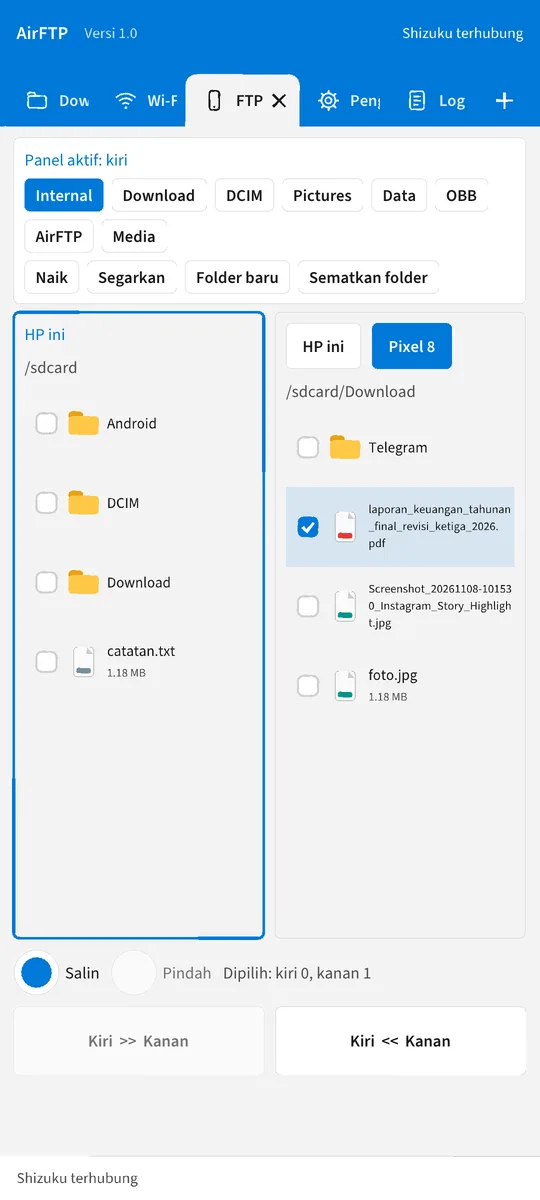 AirFTP Versi 1.0 Shizuku terhubung
Dow Wi-F FTP Peng Log
Panel aktif: kiri
Internal Download DCIM Pictures Data OBB
AirFTP Media
Naik Segarkan Folder baru Sematkan folder
HP ini
/sdcard
Android
DCIM
Download
catatan.txt
1.18 MB
HP ini Pixel 8
/sdcard/Download
Telegram
laporan_keuangan_tahunan
_final_revisi_ketiga_2026.
pdf
Screenshot_20261108-10153
0_Instagram_Story_Highligh
t.jpg
foto.jpg
1.18 MB
Salin Pindah Dipilih: kiri 0, kanan 1
Kiri >> Kanan Kiri << Kanan
Shizuku terhubung